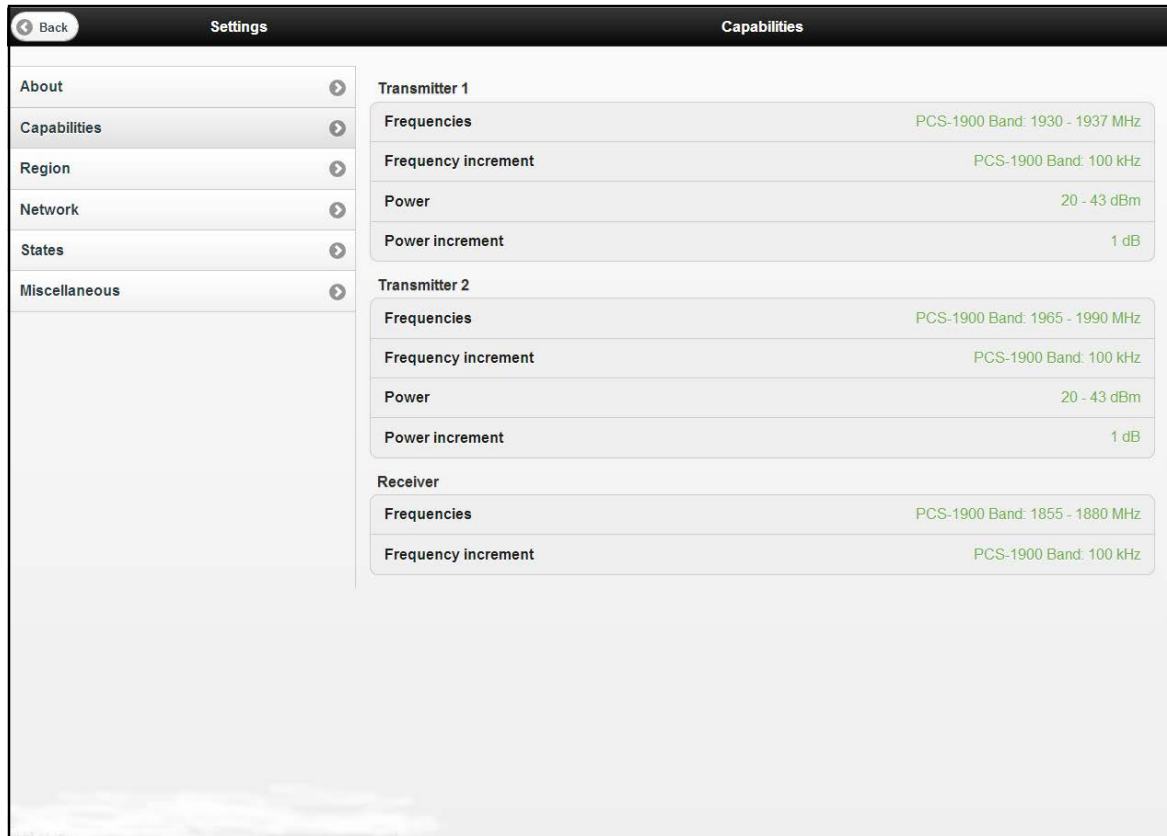 Back
Settings
Capabilities
About
Capabilities
Region
Network
States
Miscellaneous
Transmitter 1
Frequencies PCS-1900 Band: 1930 - 1937 MHz
Frequency increment PCS-1900 Band: 100 kHz
Power 20 - 43 dBm
Power increment 1 dB
Transmitter 2
Frequencies PCS-1900 Band: 1965 - 1990 MHz
Frequency increment PCS-1900 Band: 100 kHz
Power 20 - 43 dBm
Power increment 1 dB
Receiver
Frequencies PCS-1900 Band: 1855 - 1880 MHz
Frequency increment PCS-1900 Band: 100 kHz